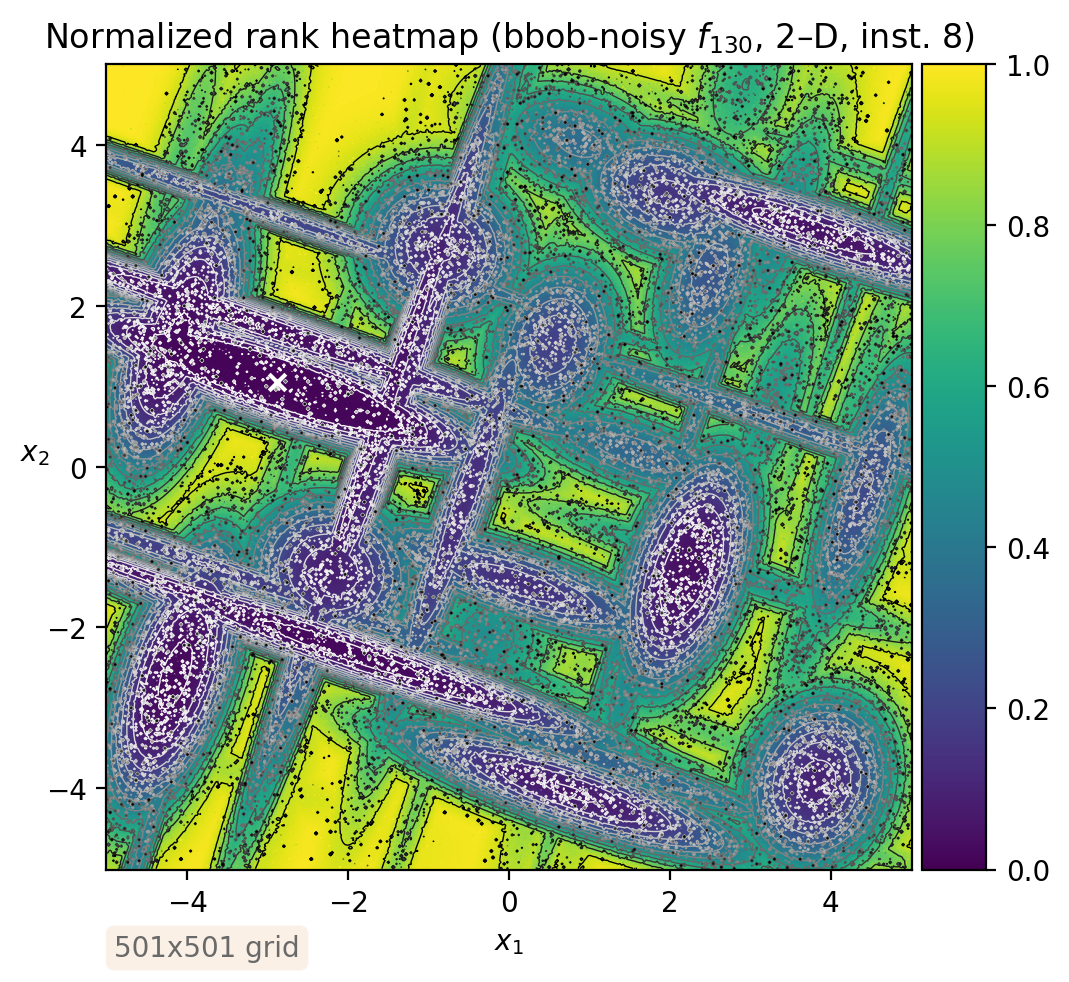 Normalized rank heatmap (bbob-noisy f130, 2–D, inst. 8)
1.0
0.8
0.6
0.4
0.2
0.0
4
2
0
−2
−4
x2
−4 −2 0 2 4
x1
501x501 grid